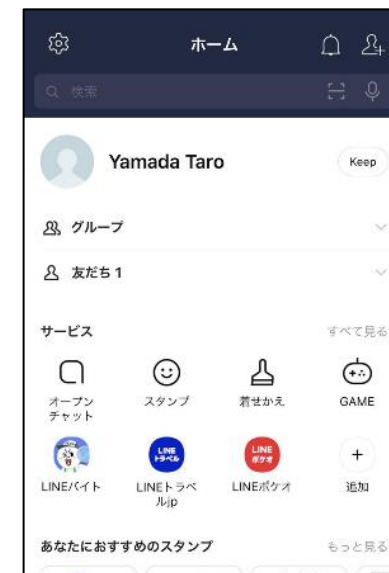 ホーム
検索
Yamada Taro
Keep
グループ
友だち 1
サービス
すべて見る
オープン
チャット
スタンプ
着せかえ
GAME
LINE
トラベル
LINE
ポケオ
LINEバイト
LINEトラベ
ルjp
LINEポケオ
追加
あなたにおすすめのスタンプ
もっと見る